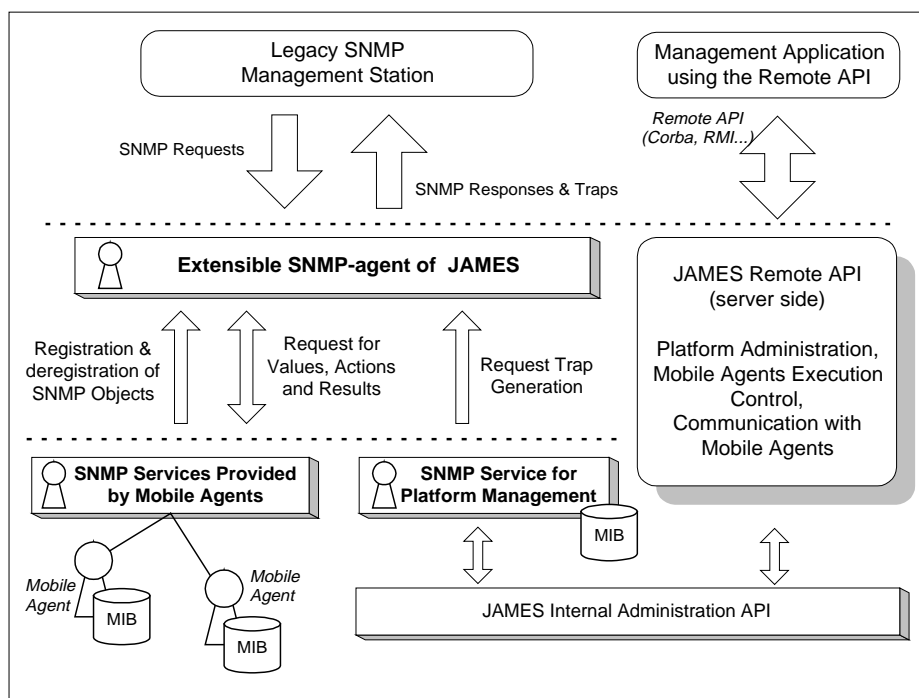 Legacy SNMP
Management Station
Management Application
using the Remote API
SNMP Requests
SNMP Responses & Traps
Remote API
(Corba, RMI...)
Extensible SNMP-agent of JAMES
JAMES Remote API
(server side)
Platform Administration,
Mobile Agents Execution
Control,
Communication with
Mobile Agents
Registration &
deregistration of
SNMP Objects
Request for
Values, Actions
and Results
Request Trap
Generation
SNMP Services Provided
by Mobile Agents
SNMP Service for
Platform Management
MIB
Mobile
Agent
MIB
Mobile
Agent
MIB
JAMES Internal Administration API